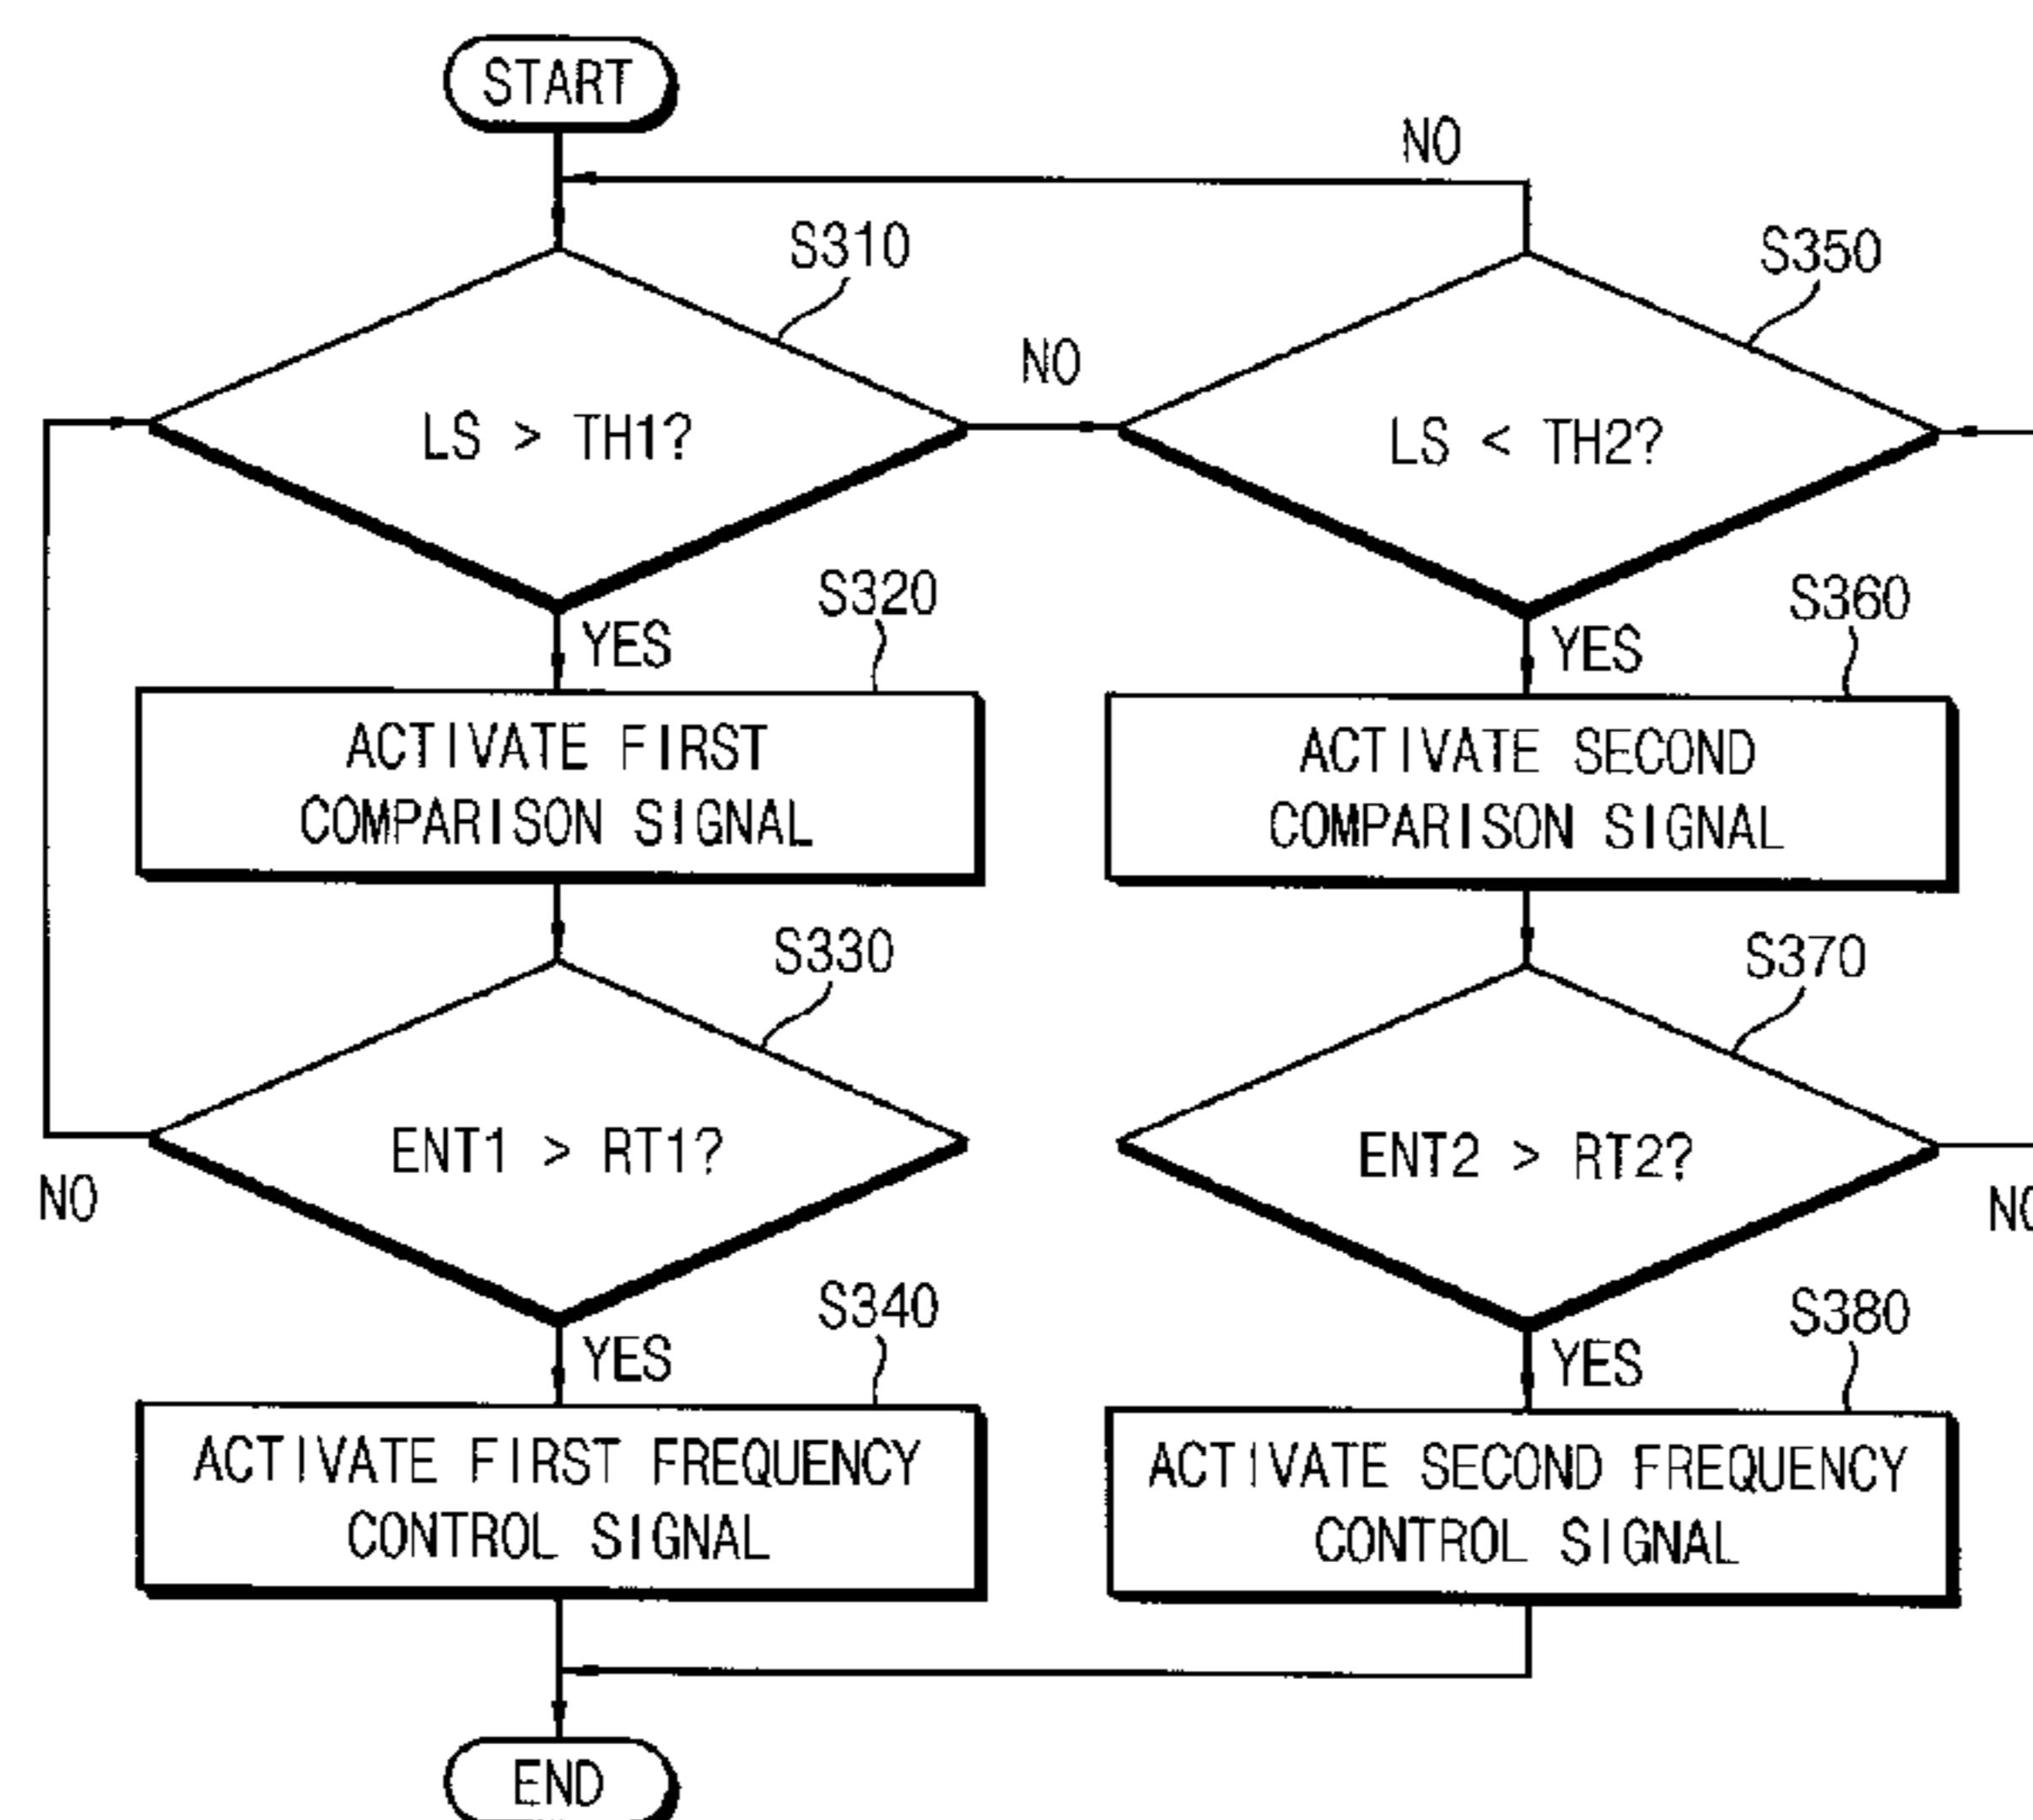 START
NO
S310
S350
LS > TH1?
NO
LS < TH2?
S320
YES
S360
YES
ACTIVATE FIRST
COMPARISON SIGNAL
ACTIVATE SECOND
COMPARISON SIGNAL
S330
S370
ENT1 > RT1?
NO
ENT2 > RT2?
NO
S340
YES
S380
YES
ACTIVATE FIRST FREQUENCY
CONTROL SIGNAL
ACTIVATE SECOND FREQUENCY
CONTROL SIGNAL
END